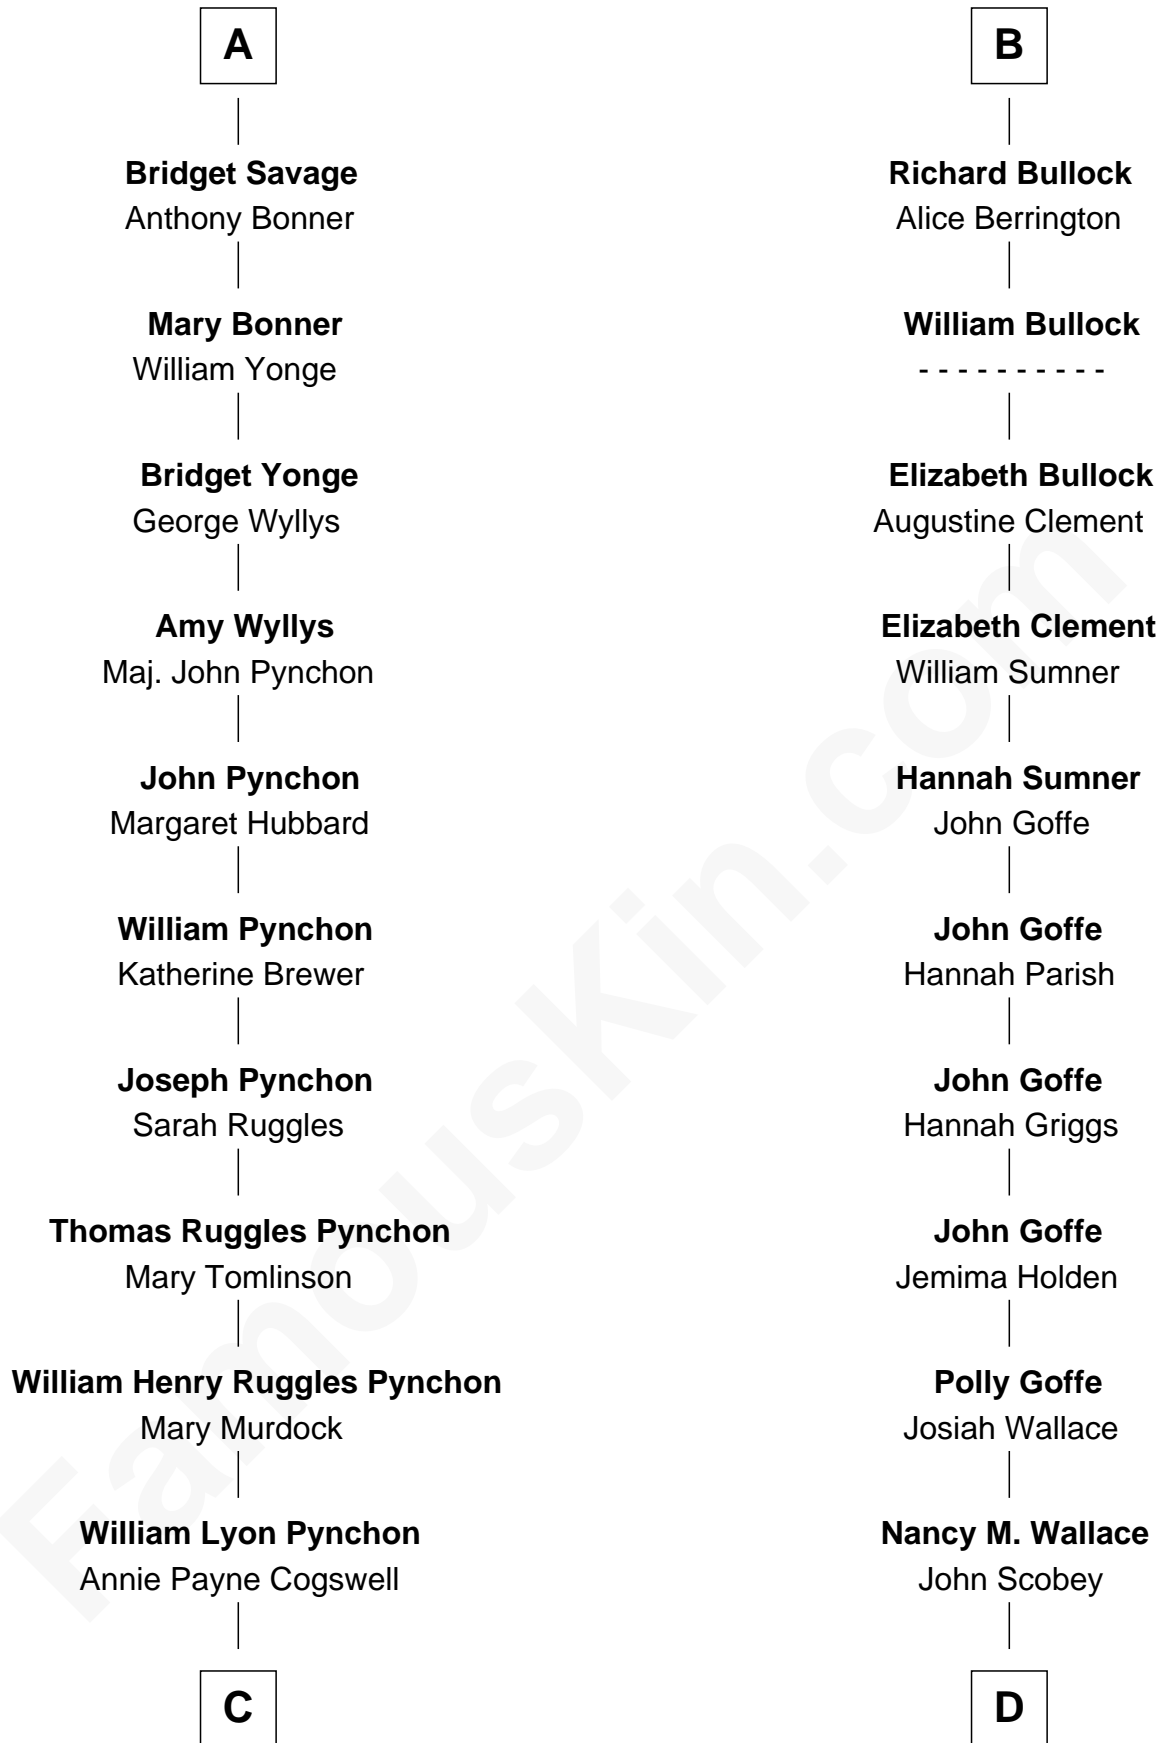 A
Bridget Savage
Anthony Bonner
Mary Bonner
William Yonge
Bridget Yonge
George Wyllys
Amy Wyllys
Maj. John Pynchon
John Pynchon
Margaret Hubbard
William Pynchon
Katherine Brewer
Joseph Pynchon
Sarah Ruggles
Thomas Ruggles Pynchon
Mary Tomlinson
William Henry Ruggles Pynchon
Mary Murdock
William Lyon Pynchon
Annie Payne Cogswell
C
B
Richard Bullock
Alice Berrington
William Bullock
- - - - - - - - - -
Elizabeth Bullock
Augustine Clement
Elizabeth Clement
William Sumner
Hannah Sumner
John Goffe
John Goffe
Hannah Parish
John Goffe
Hannah Griggs
John Goffe
Jemima Holden
Polly Goffe
Josiah Wallace
Nancy M. Wallace
John Scobey
D
FamousKin.com